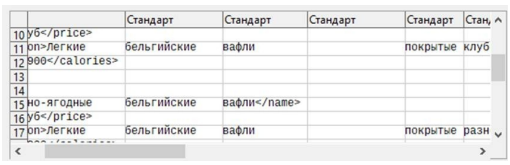 Стандарт Стандарт Стандарт Стандарт Станд
10 уб</price>
11 on>Легкие бельгийские вафли покрытые клуб
12 900</calories>
13
14
15 но-ягодные бельгийские вафли</name>
16 уб</price>
17 on>Легкие бельгийские вафли покрытые разн